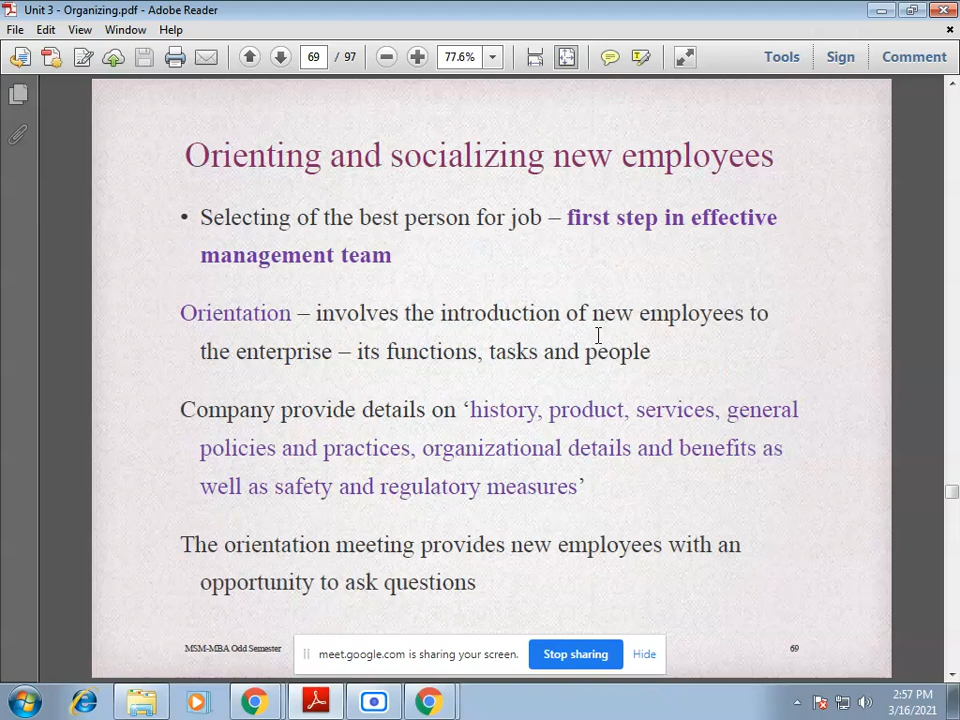 Unit 3 - Organizing.pdf - Adobe Reader
File Edit View Window Help
69 / 97 77.6% Tools Sign Comment
Orienting and socializing new employees
• Selecting of the best person for job – first step in effective
management team
Orientation – involves the introduction of new employees to
the enterprise – its functions, tasks and people
Company provide details on ‘history, product, services, general
policies and practices, organizational details and benefits as
well as safety and regulatory measures’
The orientation meeting provides new employees with an
opportunity to ask questions
MSM-MBA Odd Semester 69
meet.google.com is sharing your screen. Stop sharing Hide
2:57 PM
3/16/2021